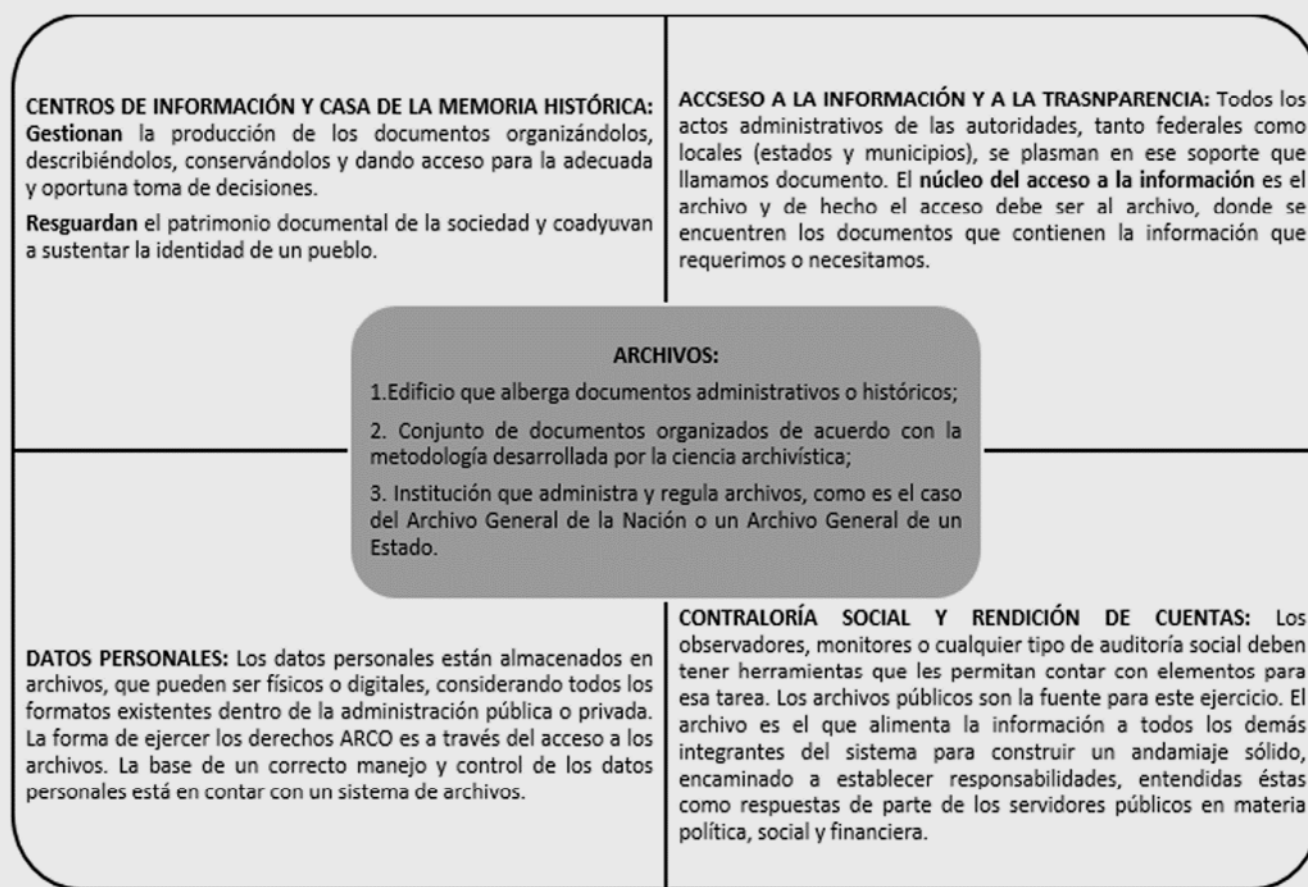 CENTROS DE INFORMACIÓN Y CASA DE LA MEMORIA HISTÓRICA:
Gestionan la producción de los documentos organizándolos,
describiéndolos, conservándolos y dando acceso para la adecuada
y oportuna toma de decisiones.
Resguardan el patrimonio documental de la sociedad y coadyuvan
a sustentar la identidad de un pueblo.
ACCSESO A LA INFORMACIÓN Y A LA TRASNPARENCIA: Todos los
actos administrativos de las autoridades, tanto federales como
locales (estados y municipios), se plasman en ese soporte que
llamamos documento. El núcleo del acceso a la información es el
archivo y de hecho el acceso debe ser al archivo, donde se
encuentren los documentos que contienen la información que
requerimos o necesitamos.
ARCHIVOS:
1.Edificio que alberga documentos administrativos o históricos;
2. Conjunto de documentos organizados de acuerdo con la
metodología desarrollada por la ciencia archivística;
3. Institución que administra y regula archivos, como es el caso
del Archivo General de la Nación o un Archivo General de un
Estado.
DATOS PERSONALES: Los datos personales están almacenados en
archivos, que pueden ser físicos o digitales, considerando todos los
formatos existentes dentro de la administración pública o privada.
La forma de ejercer los derechos ARCO es a través del acceso a los
archivos. La base de un correcto manejo y control de los datos
personales está en contar con un sistema de archivos.
CONTRALORÍA SOCIAL Y RENDICIÓN DE CUENTAS: Los
observadores, monitores o cualquier tipo de auditoría social deben
tener herramientas que les permitan contar con elementos para
esa tarea. Los archivos públicos son la fuente para este ejercicio. El
archivo es el que alimenta la información a todos los demás
integrantes del sistema para construir un andamiaje sólido,
encaminado a establecer responsabilidades, entendidas éstas
como respuestas de parte de los servidores públicos en materia
política, social y financiera.